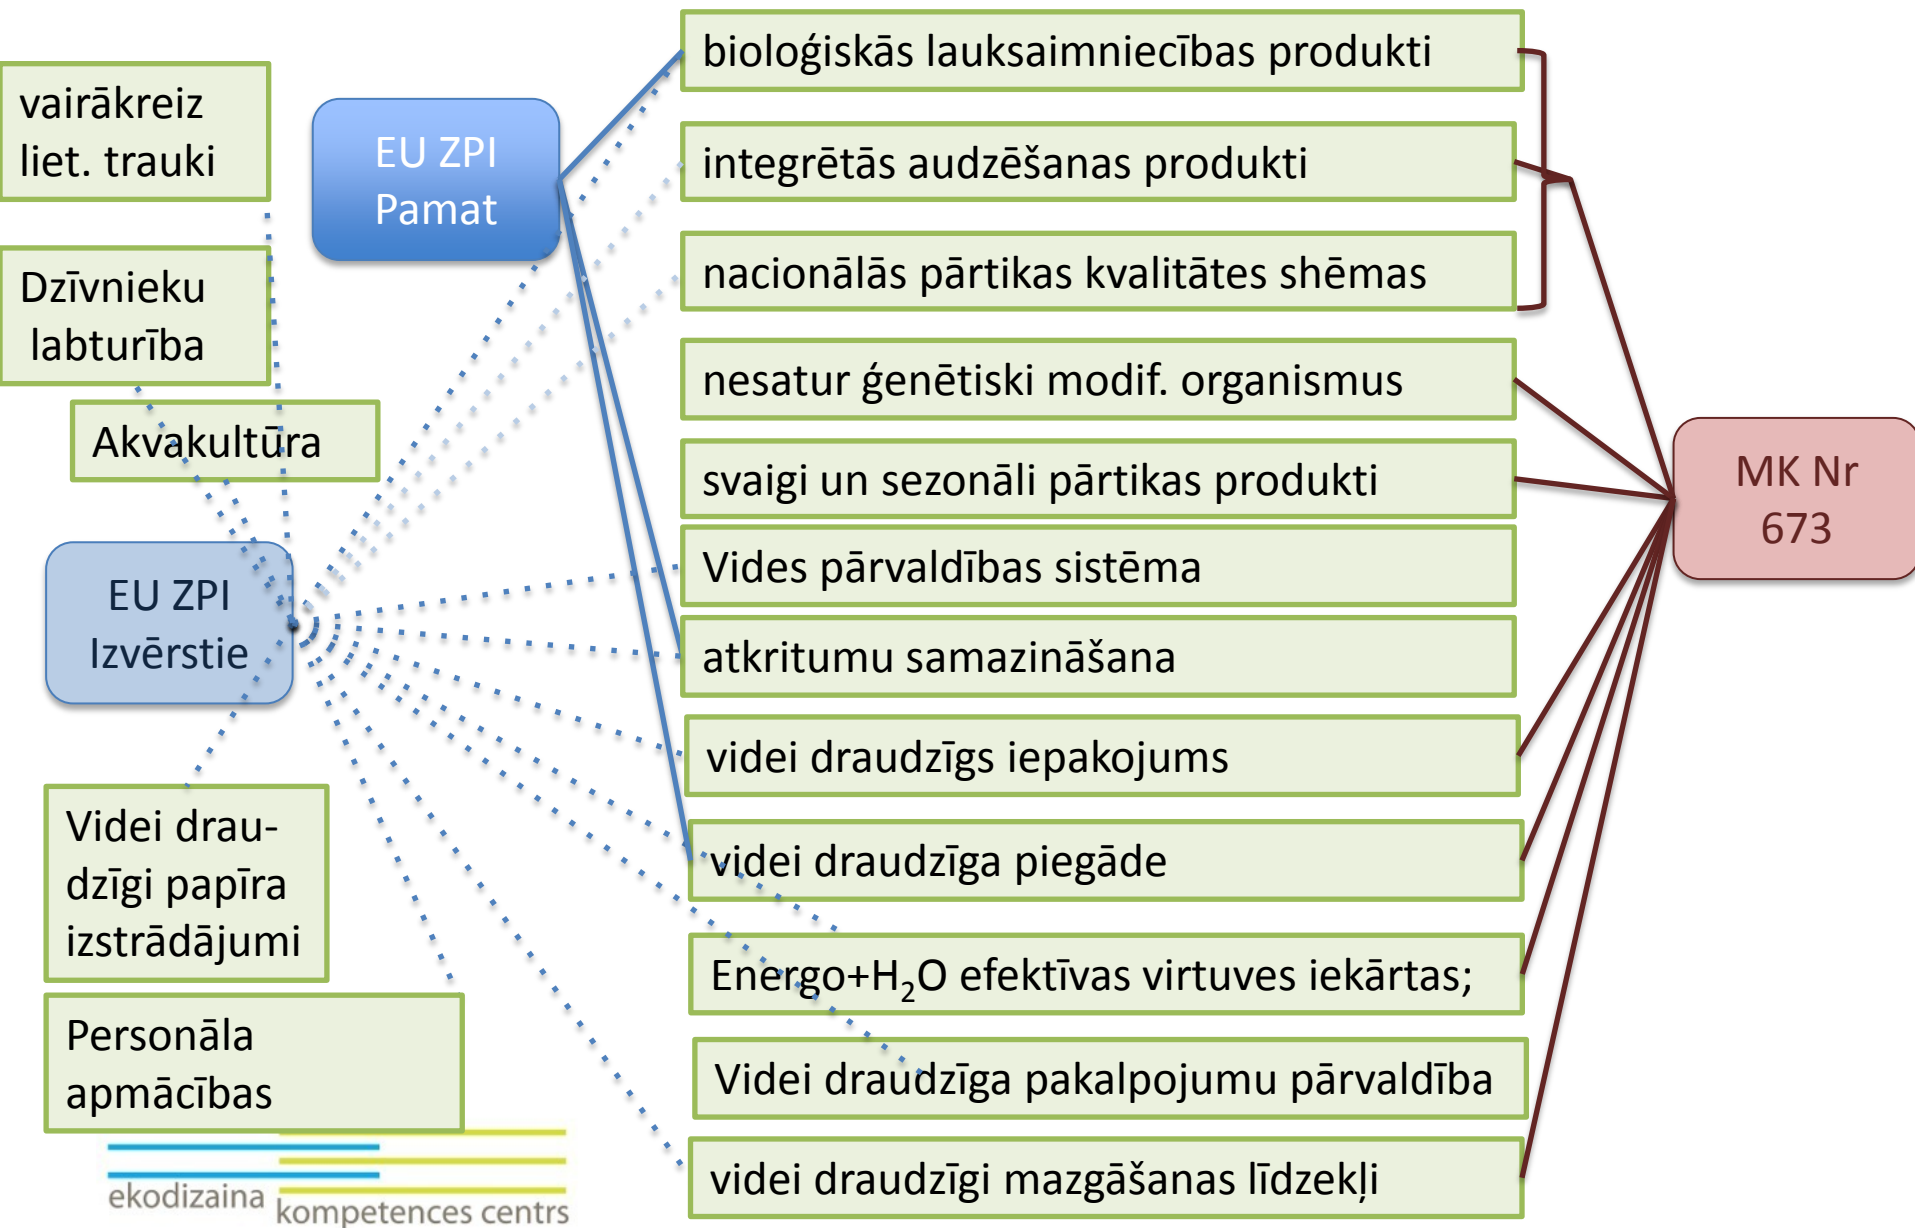 vairākreiz
liet. trauki
Dzīvnieku
labturība
Akvakultūra
EU ZPI
Pamat
EU ZPI
Izvērstie
Videi drau-
dzīgi papīra
izstrādājumi
Personāla
apmācības
bioloģiskās lauksaimniecības produkti
integrētās audzēšanas produkti
nacionālās pārtikas kvalitātes shēmas
nesatur ģenētiski modif. organismus
svaigi un sezonāli pārtikas produkti
Vides pārvaldības sistēma
atkritumu samazināšana
videi draudzīgs iepakojums
videi draudzīga piegāde
Energo+H₂O efektīvas virtuves iekārtas;
Videi draudzīga pakalpojumu pārvaldība
videi draudzīgi mazgāšanas līdzekļi
MK Nr
673
ekodizaina
kompetences centrs